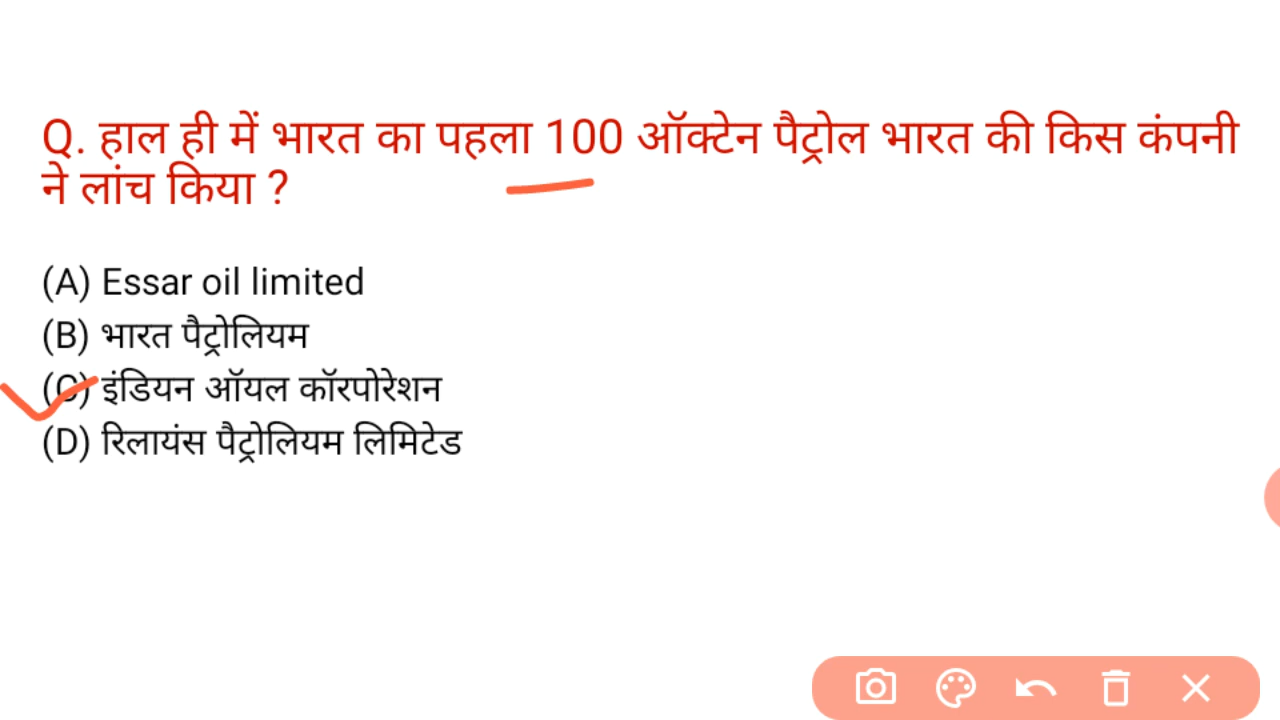 Q. हाल ही में भारत का पहला 100 ऑक्टेन पैट्रोल भारत की किस कंपनी
ने लांच किया ?
(A) Essar oil limited
(B) भारत पैट्रोलियम
(C) इंडियन ऑयल कॉरपोरेशन
(D) रिलायंस पैट्रोलियम लिमिटेड